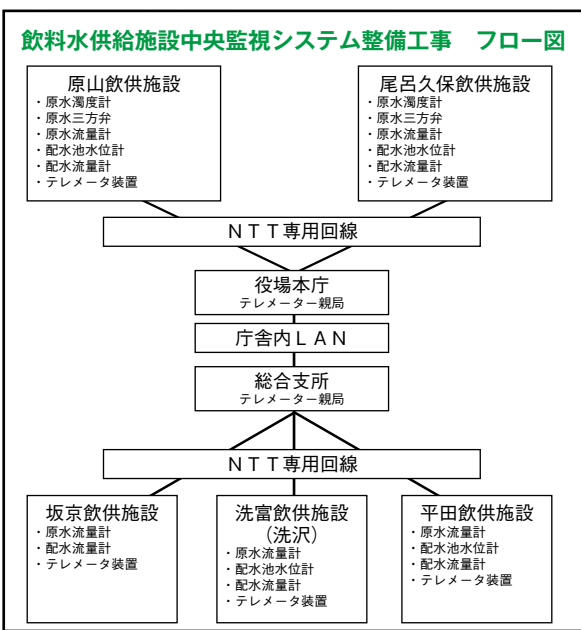 飲料水供給施設中央監視システム整備工事　フロー図
原山飲供施設
・原水濁度計
・原水三方弁
・原水流量計
・配水池水位計
・配水流量計
・テレメータ装置
尾呂久保飲供施設
・原水濁度計
・原水三方弁
・原水流量計
・配水池水位計
・配水流量計
・テレメータ装置
ＮＴＴ専用回線
役場本庁
テレメーター親局
庁舎内ＬＡＮ
総合支所
テレメーター親局
ＮＴＴ専用回線
坂京飲供施設
・原水流量計
・配水流量計
・テレメータ装置
洗富飲供施設
（洗沢）
・原水流量計
・配水池水位計
・配水流量計
・テレメータ装置
平田飲供施設
・原水流量計
・配水池水位計
・配水流量計
・テレメータ装置